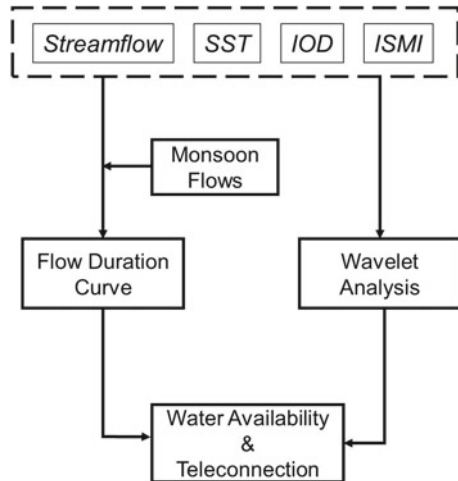 Streamflow SST IOD ISMI
Monsoon
Flows
Flow Duration
Curve
Wavelet
Analysis
Water Availability
&
Teleconnection